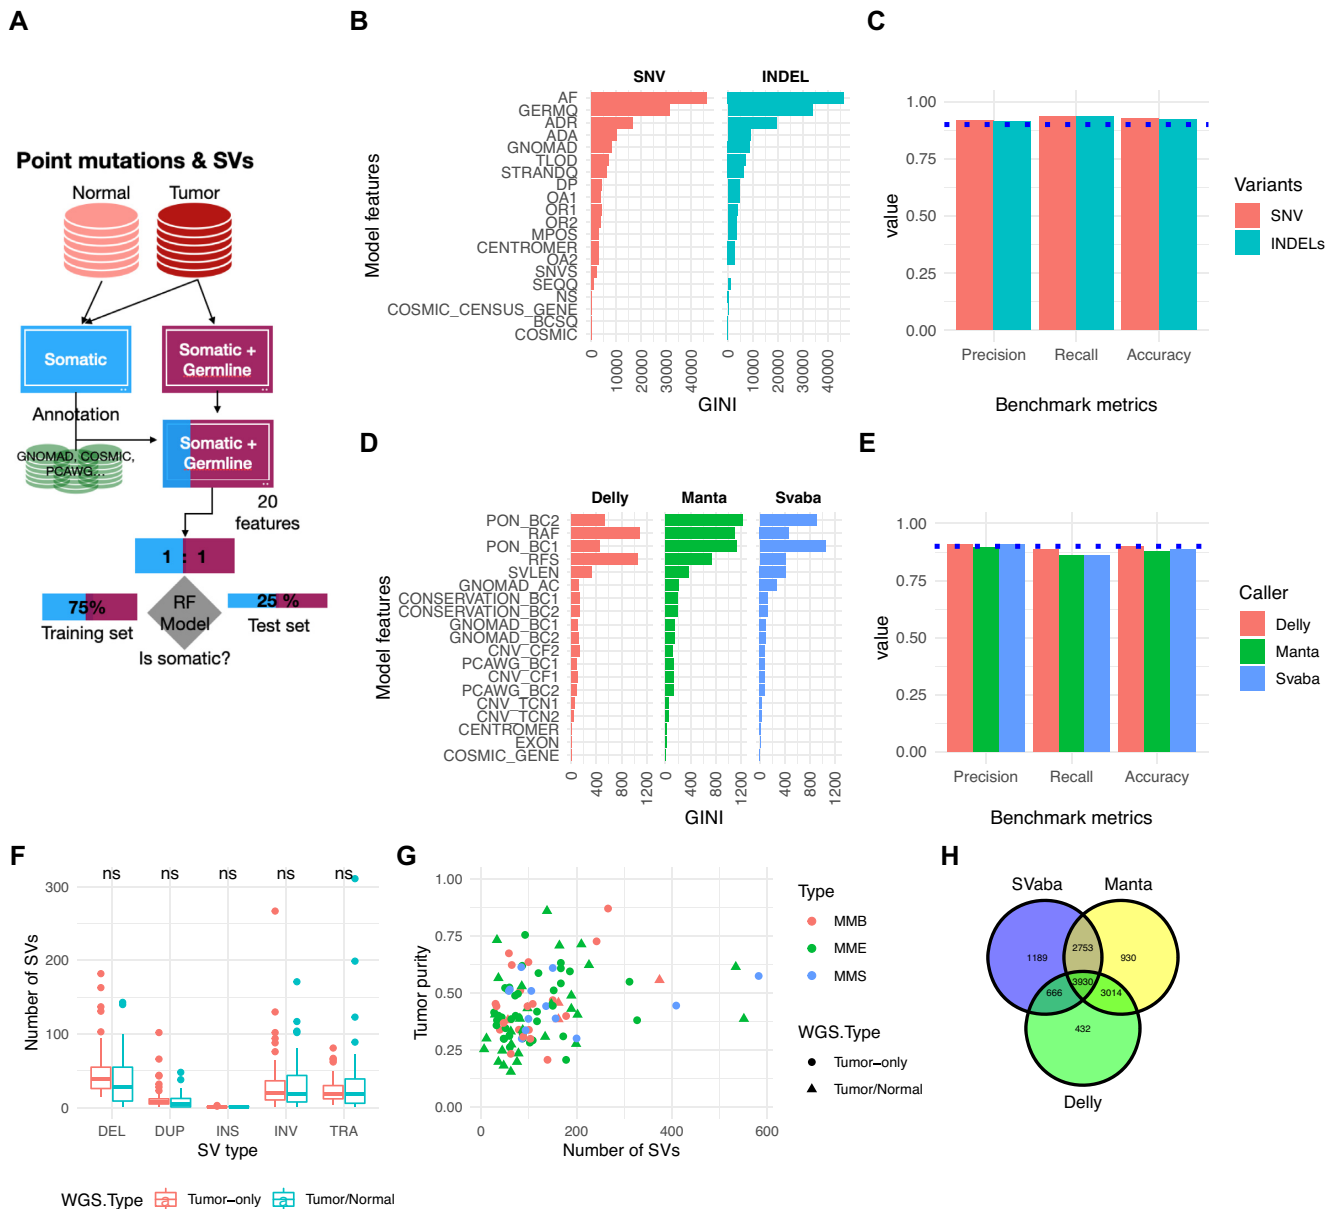 A
Point mutations & SVs
Normal
Tumor
Somatic
Somatic +
Germline
Annotation
GNOMAD, COSMIC,
PCAWG...
Somatic +
Germline
20
features
1 : 1
75%
Training set
RF
Model
25 %
Test set
Is somatic?
B
SNV
INDEL
Model features
AF
GERMQ
ADR
ADA
GNOMAD
TLOD
STRANDQ
DP
OA1
OR1
OR2
MPOS
CENTROMER
OA2
SNVS
SEQQ
NS
COSMIC_CENSUS_GENE
BCSQ
COSMIC
0
10000
20000
30000
40000
0
10000
20000
30000
40000
GINI
C
value
1.00
0.75
0.50
0.25
0.00
Precision
Recall
Accuracy
Benchmark metrics
Variants
SNV
INDELs
D
Delly
Manta
Svaba
Model features
PON_BC2
RAF
PON_BC1
RFS
SVLEN
GNOMAD_AC
CONSERVATION_BC1
CONSERVATION_BC2
GNOMAD_BC1
GNOMAD_BC2
CNV_CF2
PCAWG_BC1
CNV_CF1
PCAWG_BC2
CNV_TCN1
CNV_TCN2
CENTROMER
EXON
COSMIC_GENE
0
400
800
1200
0
400
800
1200
0
400
800
1200
GINI
E
value
1.00
0.75
0.50
0.25
0.00
Precision
Recall
Accuracy
Benchmark metrics
Caller
Delly
Manta
Svaba
F
ns
ns
ns
ns
ns
Number of SVs
300
200
100
0
DEL
DUP
INS
INV
TRA
SV type
WGS.Type
a
Tumor-only
a
Tumor/Normal
G
Tumor purity
1.00
0.75
0.50
0.25
0.00
0
200
400
600
Number of SVs
Type
MMB
MME
MMS
WGS.Type
Tumor-only
Tumor/Normal
H
SVaba
Manta
1189
2753
930
3930
666
3014
432
Delly